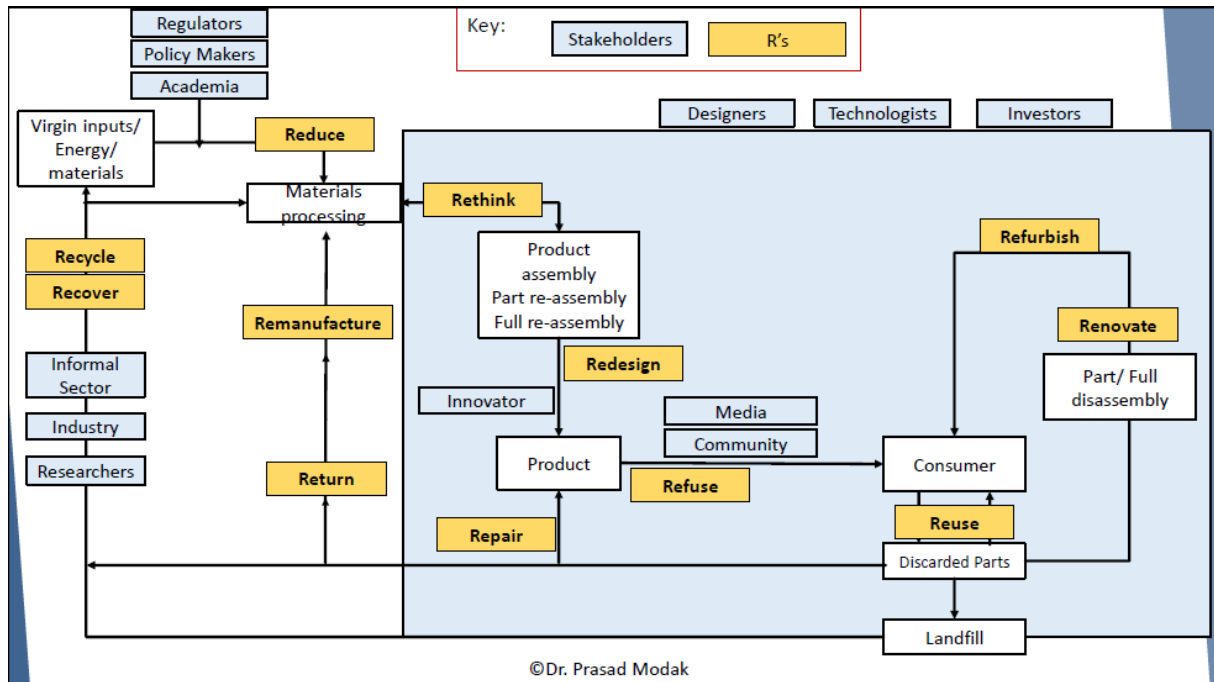 Regulators
Policy Makers
Academia
Key:
Stakeholders
R's
Designers
Technologists
Investors
Virgin inputs/
Energy/
materials
Reduce
Materials
processing
Rethink
Refurbish
Recycle
Recover
Product
assembly
Part re-assembly
Full re-assembly
Remanufacture
Renovate
Redesign
Part/ Full
disassembly
Informal
Sector
Innovator
Media
Community
Industry
Researchers
Return
Product
Refuse
Consumer
Repair
Reuse
Discarded Parts
Landfill
©Dr. Prasad Modak